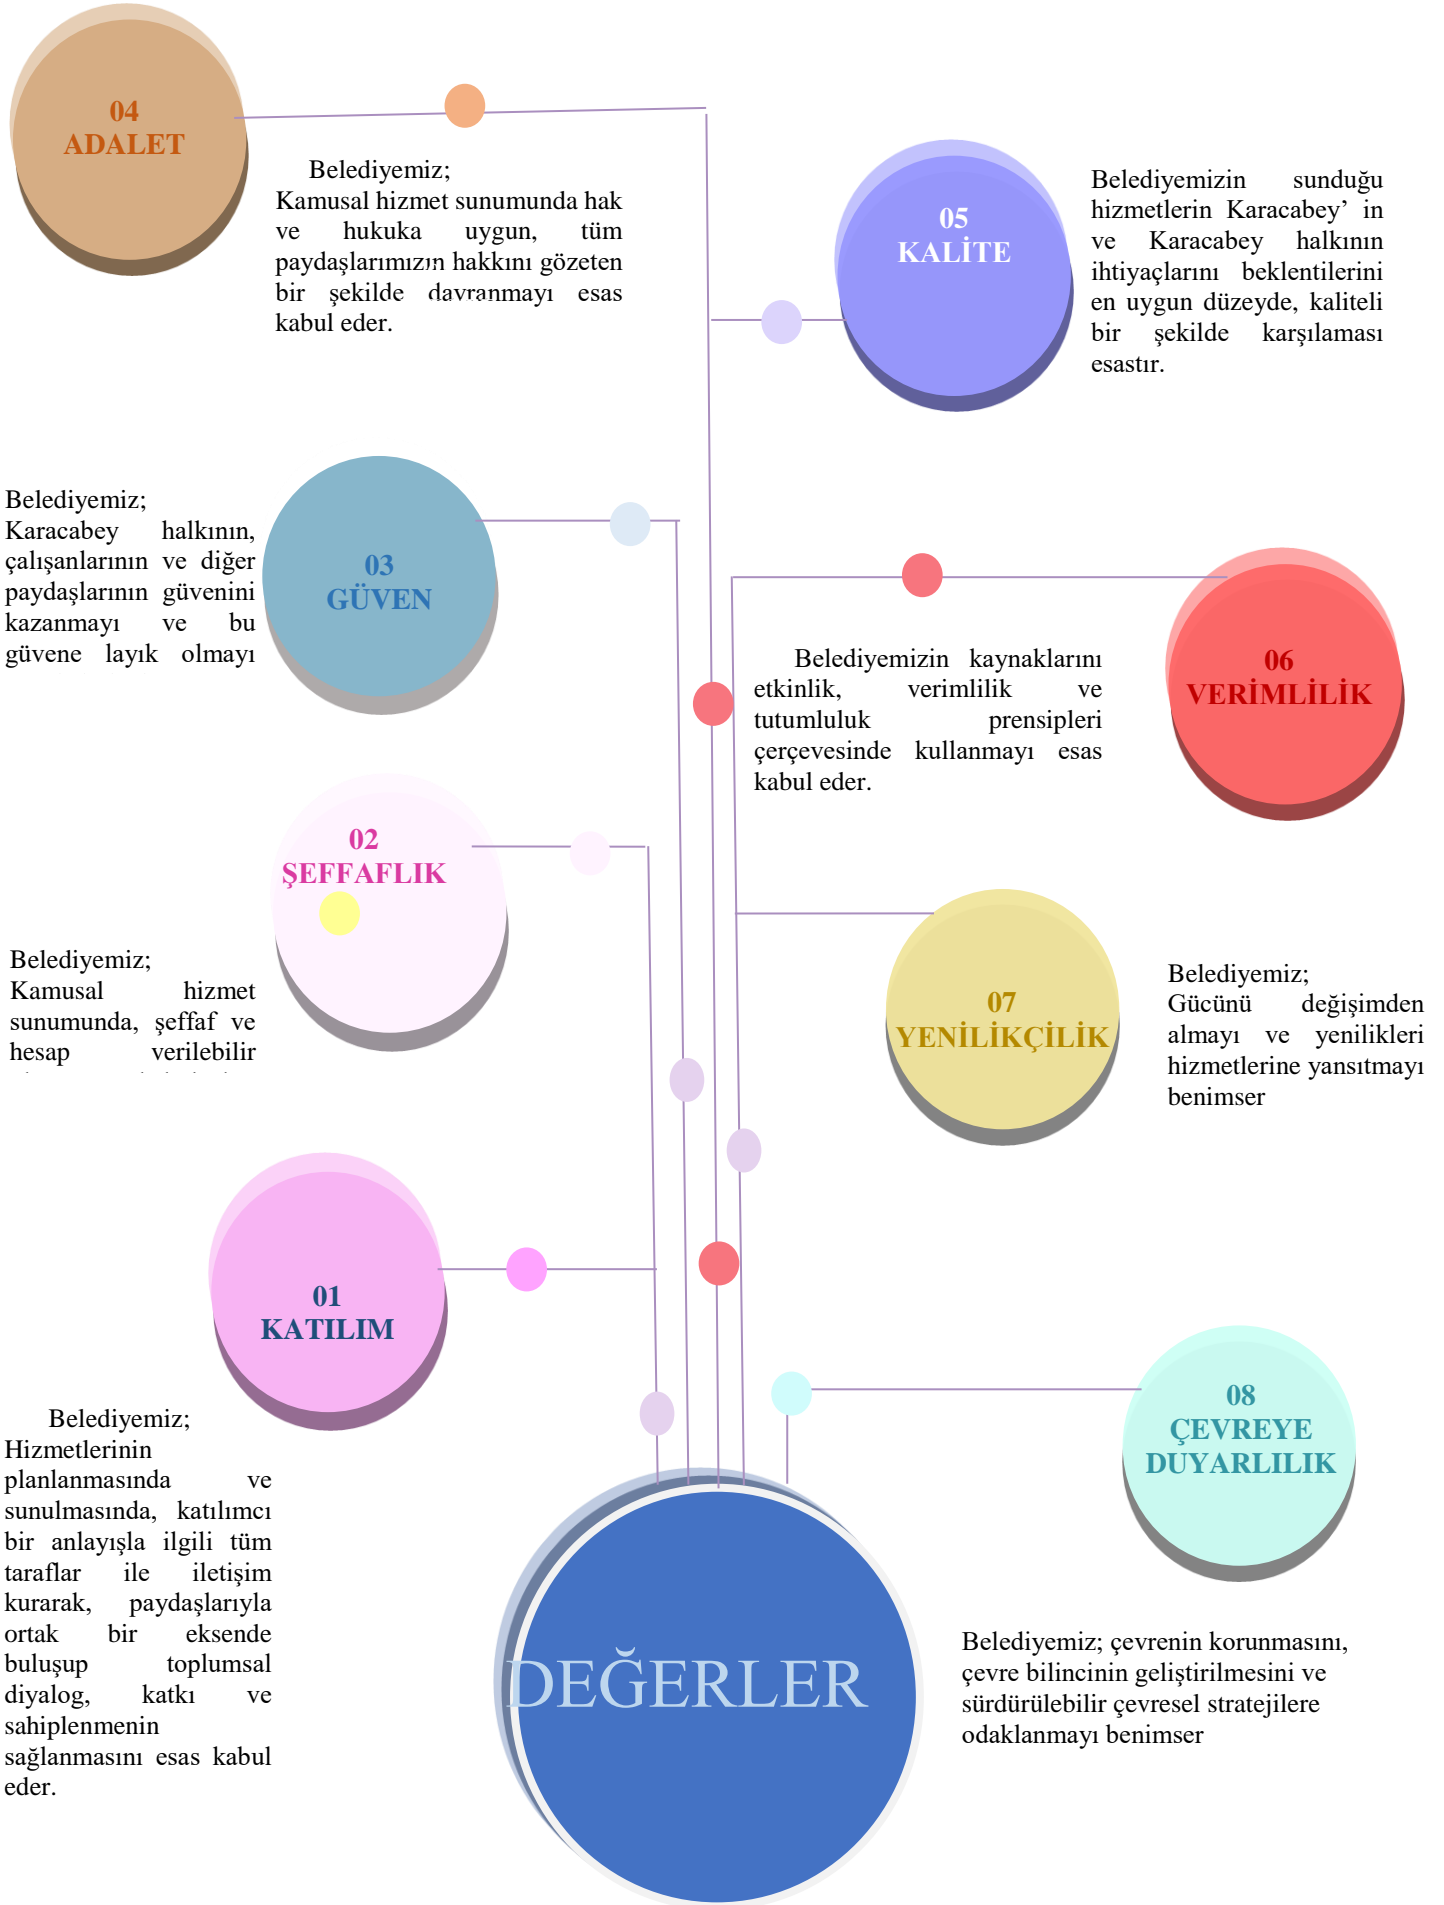 04
ADALET
Belediyemiz;
Kamusal hizmet sunumunda hak
ve hukuka uygun, tüm
paydaşlarımızın hakkını gözeten
bir şekilde davranmayı esas
kabul eder.
05
KALİTE
Belediyemizin sunduğu
hizmetlerin Karacabey’ in
ve Karacabey halkının
ihtiyaçlarını beklentilerini
en uygun düzeyde, kaliteli
bir şekilde karşılaması
esastır.
Belediyemiz;
Karacabey halkının,
çalışanlarının ve diğer
paydaşlarının güvenini
kazanmayı ve bu
güvene layık olmayı
03
GÜVEN
Belediyemizin kaynaklarını
etkinlik, verimlilik ve
tutumluluk prensipleri
çerçevesinde kullanmayı esas
kabul eder.
06
VERİMLİLİK
02
ŞEFFAFLIK
Belediyemiz;
Kamusal hizmet
sunumunda, şeffaf ve
hesap verilebilir
07
YENİLİKÇİLİK
Belediyemiz;
Gücünü değişimden
almayı ve yenilikleri
hizmetlerine yansıtmayı
benimser
01
KATILIM
Belediyemiz;
Hizmetlerinin
planlanmasında ve
sunulmasında, katılımcı
bir anlayışla ilgili tüm
taraflar ile iletişim
kurarak, paydaşlarıyla
ortak bir eksende
buluşup toplumsal
diyalog, katkı ve
sahiplenmenin
sağlanmasını esas kabul
eder.
08
ÇEVREYE
DUYARLILIK
Belediyemiz; çevrenin korunmasını,
çevre bilincinin geliştirilmesini ve
sürdürülebilir çevresel stratejilere
odaklanmayı benimser
DEĞERLER